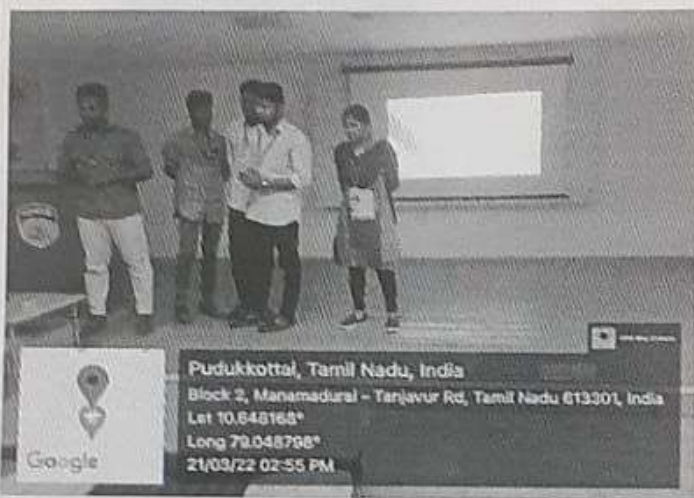 Pudukkottai, Tamil Nadu, India
Block 2, Manamadurai – Tanjavur Rd, Tamil Nadu 613301, India
Lat 10.648168°
Long 79.048798°
21/03/22 02:55 PM
Google